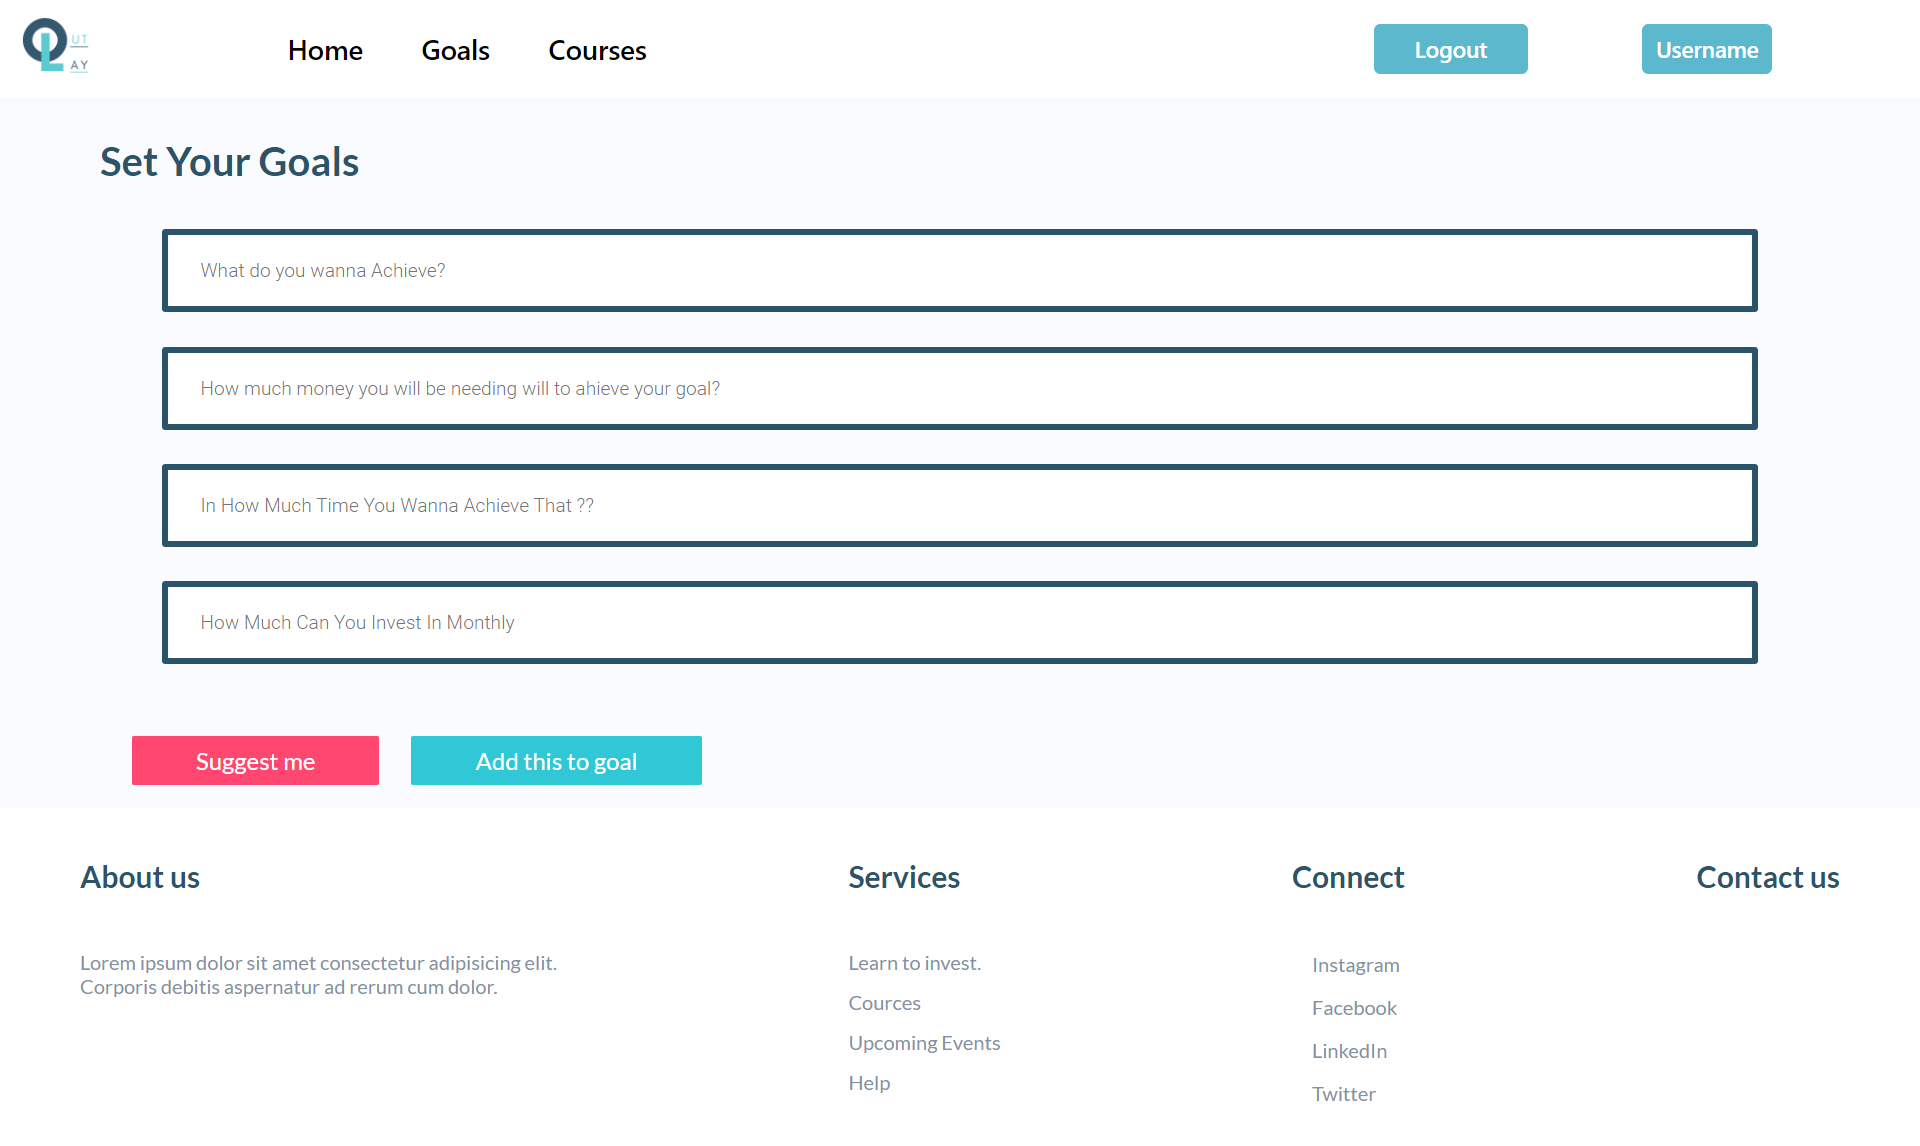 UT
AY
Home Goals Courses Logout Username
Set Your Goals
What do you wanna Achieve?
How much money you will be needing will to ahieve your goal?
In How Much Time You Wanna Achieve That ??
How Much Can You Invest In Monthly
Suggest me Add this to goal
About us
Lorem ipsum dolor sit amet consectetur adipisicing elit.
Corporis debitis aspernatur ad rerum cum dolor.
Services
Learn to invest.
Cources
Upcoming Events
Help
Connect
Instagram
Facebook
LinkedIn
Twitter
Contact us